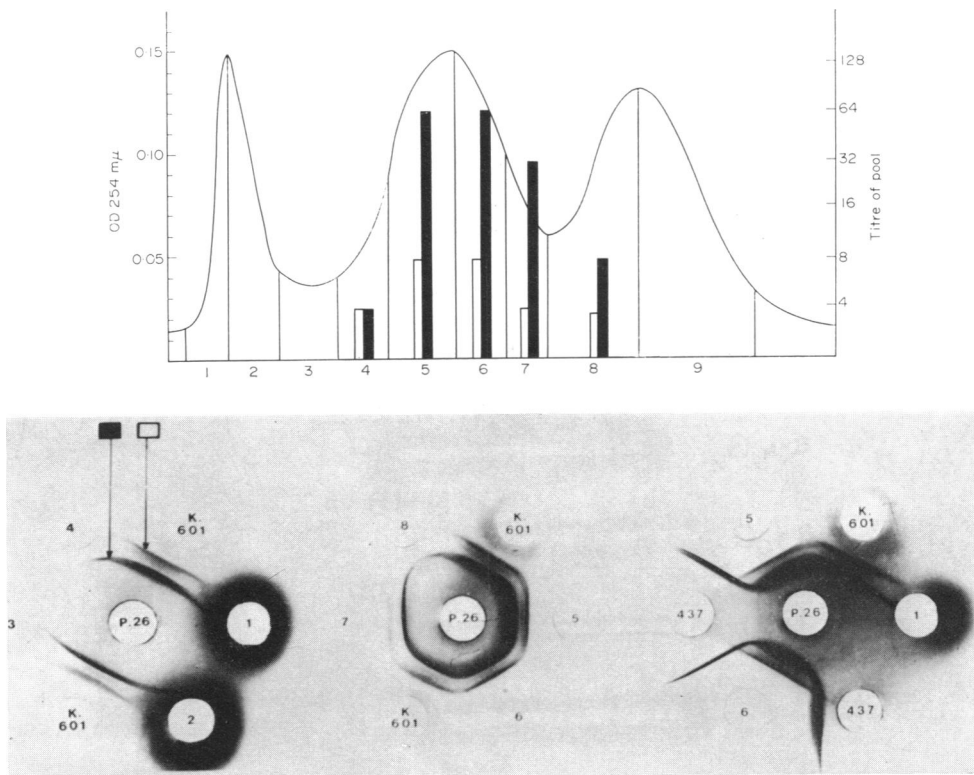 0·15
0·10
0·05
OD 254 mμ
128
64
32
16
8
4
Titre of pool
1 2 3 4 5 6 7 8 9
4 K. 601 8 K. 601 5 K. 601
3 P.26 1 7 P.26 5 437 P.26 1
K. 601 2 K 601 6 6 437